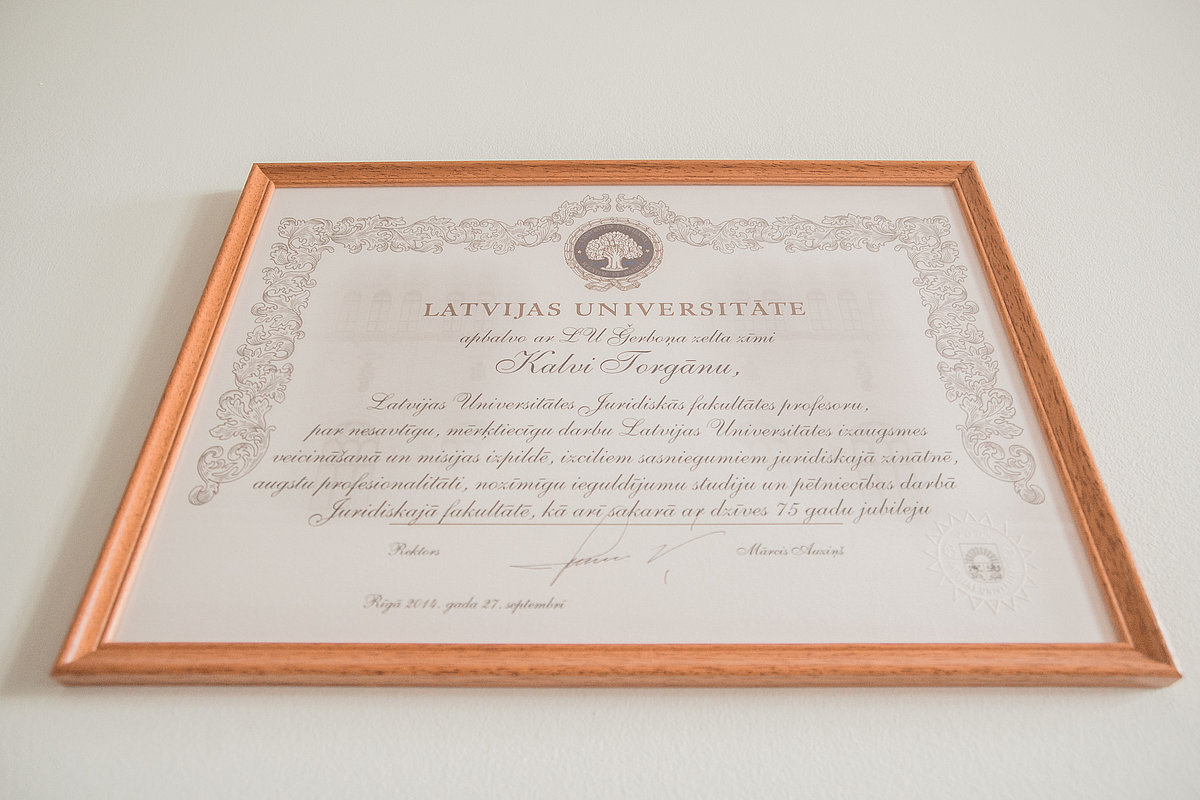 LATVIJAS UNIVERSITĀTE
apbalvo ar LU Ģerboņa zelta zīmi
Kalvi Torgānu,
Latvijas Universitātes Juridiskās fakultātes profesoru,
par nesavtīgu, mērķtiecīgu darbu Latvijas Universitātes izaugsmes
veicināšanā un misijas izpildē, izciliem sasniegumiem juridiskajā zinātnē,
augstu profesionalitāti, nozīmīgu ieguldījumu studiju un pētniecības darbā
Juridiskajā fakultātē, kā arī sakarā ar dzīves 75 gadu jubileju
Rektors Mārcis Auziņš
Rīgā 2014. gada 27. septembrī